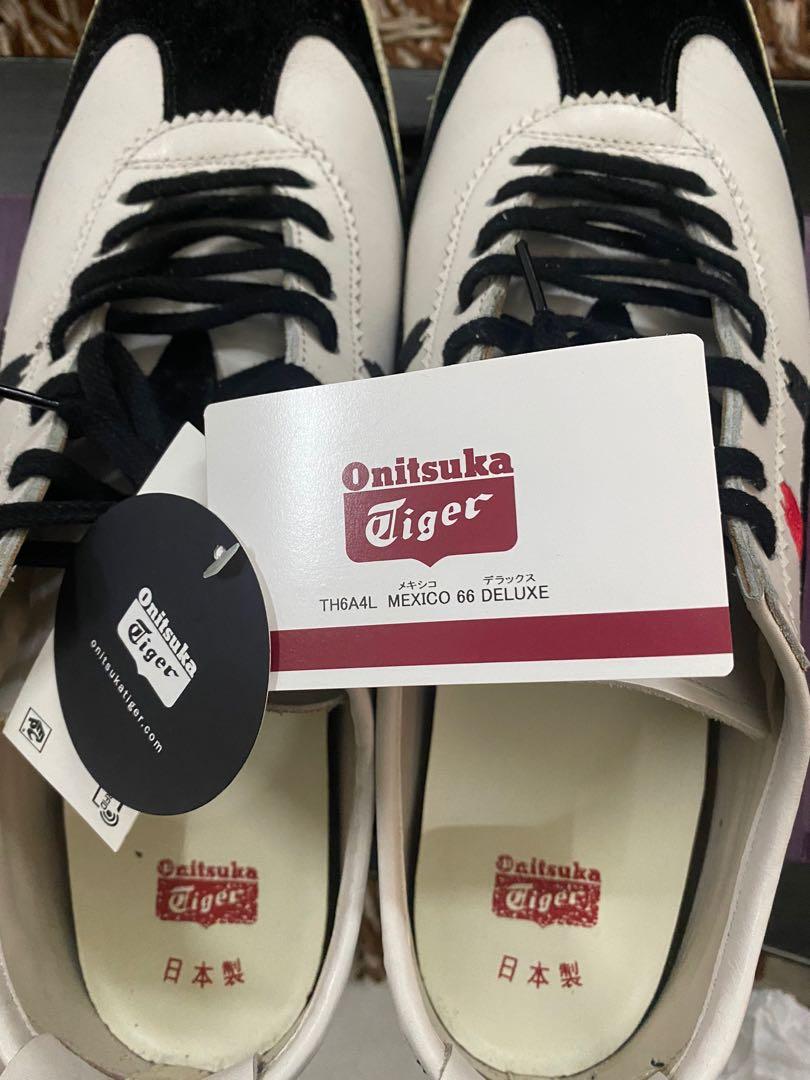 Onitsuka
Tiger
メキシコ デラックス
TH6A4L MEXICO 66 DELUXE
Onitsuka
Tiger
onitsukatiger.com
Onitsuka
Tiger
日本製
Onitsuka
Tiger
日本製